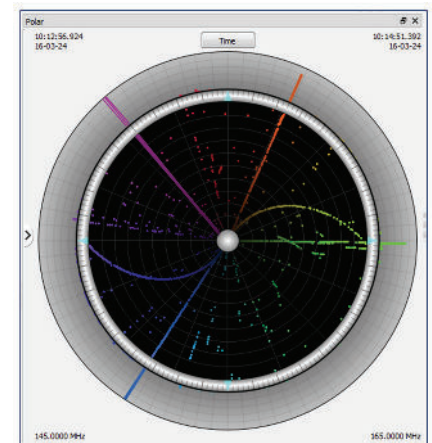 Polar
10:12:56.924
16-03-24
Time
10:14:51.392
16-03-24
145.0000 MHz
165.0000 MHz